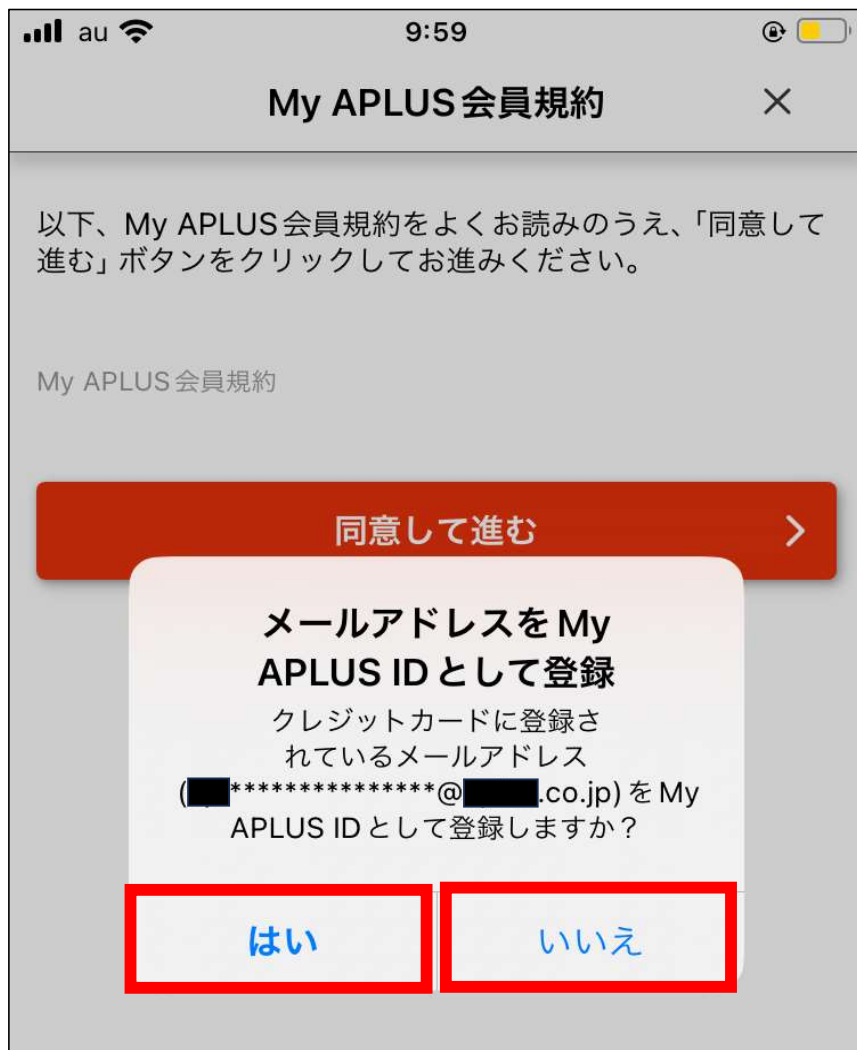 au 9:59
My APLUS会員規約
以下、My APLUS会員規約をよくお読みのうえ、「同意して
進む」ボタンをクリックしてお進みください。
My APLUS会員規約
同意して進む
メールアドレスをMy
APLUS IDとして登録
クレジットカードに登録さ
れているメールアドレス
(***************@.co.jp)をMy
APLUS IDとして登録しますか？
はい いいえ